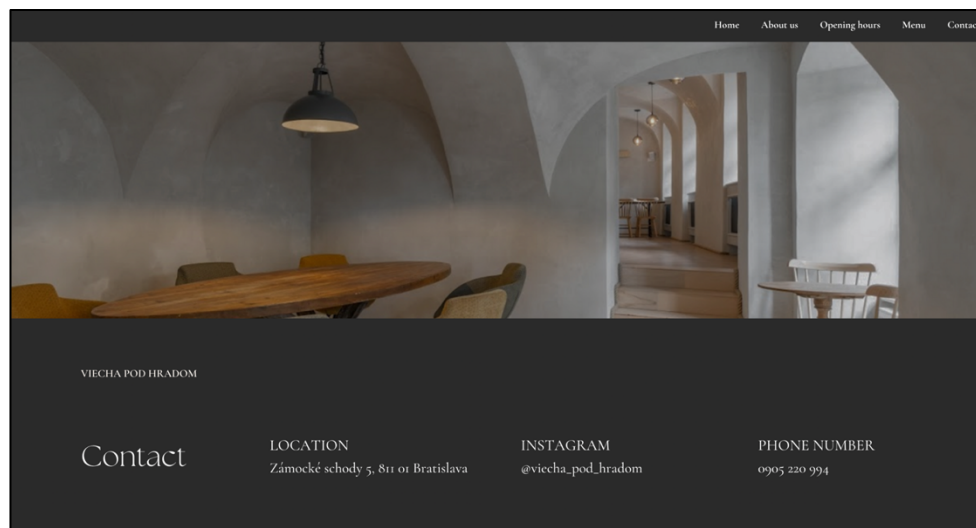 Home About us Opening hours Menu
VIECHA POD HRADOM
Contact
LOCATION
Zámocké schody 5, 811 01 Bratislava
INSTAGRAM
@viecha_pod_hradom
PHONE NUMBER
0905 220 994